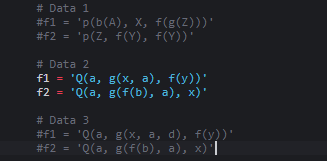 # Data 1
#f1 = 'p(b(A), X, f(g(Z)))'
#f2 = 'p(Z, f(Y), f(Y))'
# Data 2
f1 = 'Q(a, g(x, a), f(y))'
f2 = 'Q(a, g(f(b), a), x)'
# Data 3
#f1 = 'Q(a, g(x, a, d), f(y))'
#f2 = 'Q(a, g(f(b), a), x)'